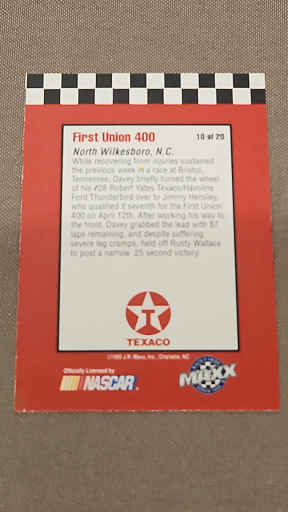 First Union 400
10 of 20
North Wilkesboro, N.C.
While recovering from injuries sustained
the previous week in a race at Bristol,
Tennessee, Davey briefly turned the wheel
of his #28 Robert Yates Texaco/Havoline
Ford Thunderbird over to Jimmy Hensley,
who qualified it seventh for the First Union
400 on April 12th. After working his way to
the front, Davey grabbed the lead with 87
laps remaining, and despite suffering
severe leg cramps, held off Rusty Wallace
to post a narrow .25 second victory.
T
TEXACO
J.R. Maxx, Inc., Charlotte, NC
Officially Licensed by
NASCAR
MAXX